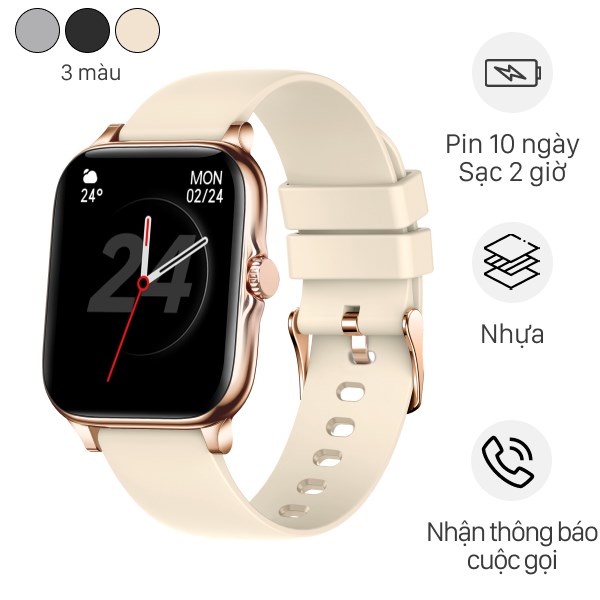 3 màu
24°
MON
02/24
24
Pin 10 ngày
Sạc 2 giờ
Nhựa
Nhận thông báo
cuộc gọi